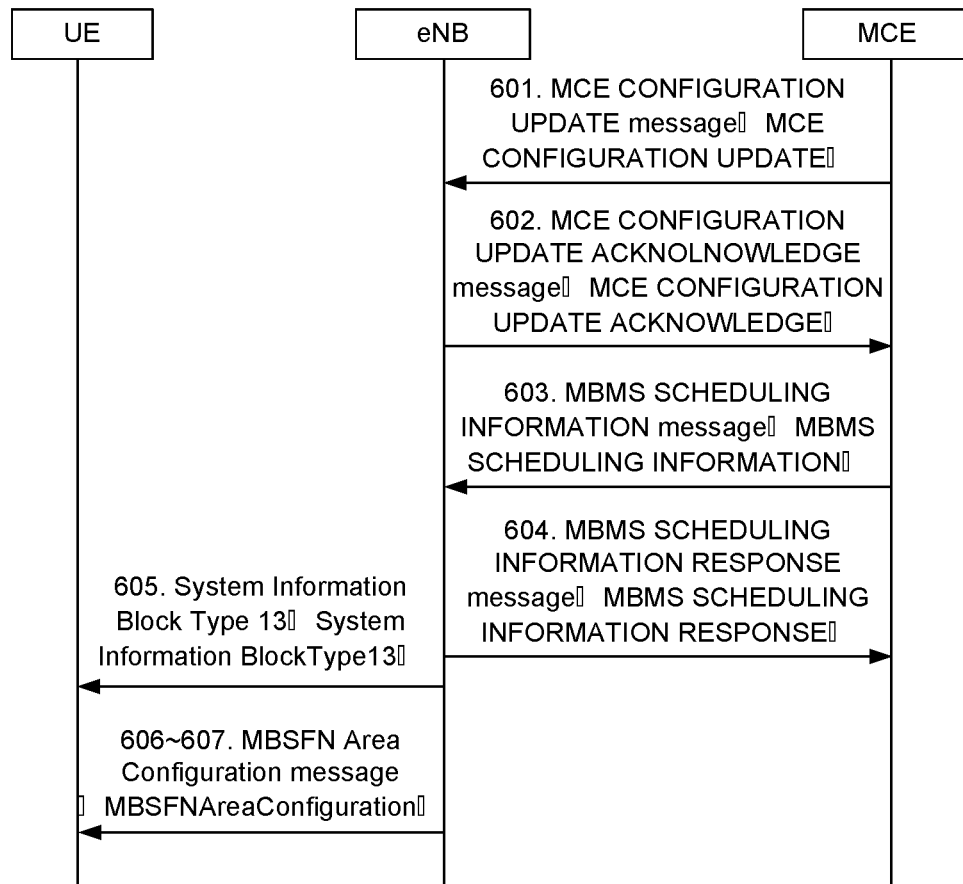 UE
eNB
MCE
601. MCE CONFIGURATION
UPDATE message▯ MCE
CONFIGURATION UPDATE▯
602. MCE CONFIGURATION
UPDATE ACKNOLNOWLEDGE
message▯ MCE CONFIGURATION
UPDATE ACKNOWLEDGE▯
603. MBMS SCHEDULING
INFORMATION message▯ MBMS
SCHEDULING INFORMATION▯
604. MBMS SCHEDULING
INFORMATION RESPONSE
message▯ MBMS SCHEDULING
INFORMATION RESPONSE▯
605. System Information
Block Type 13▯ System
Information BlockType13▯
606~607. MBSFN Area
Configuration message
▯ MBSFNAreaConfiguration▯